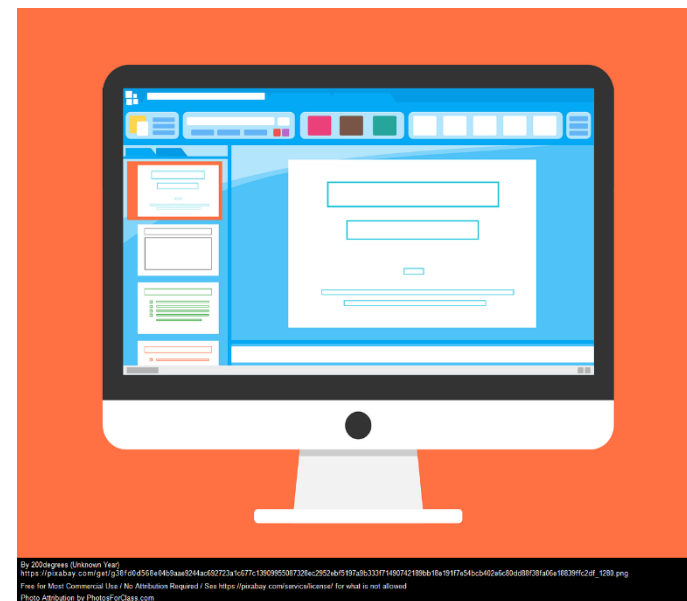 By 200degrees (Unknown Year)
https://pixabay.com/get/g38fd0d568e84b9aae9244ac692723a1c677c13909955087328ec2952ebf5197a9b333f71490742189bb18e191f7e54bcb402e6c80dd88f38fa06e18839ffc2df_1280.png
Free for Most Commercial Use / No Attribution Required / See https://pixabay.com/service/license/ for what is not allowed
Photo Attribution by PhotosForClass.com